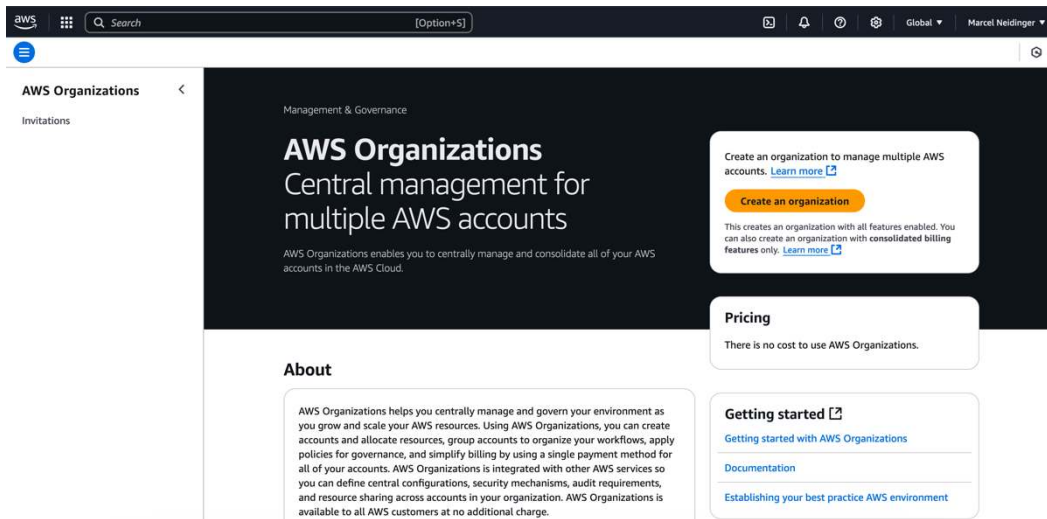 aws
Search [Option+S]
Global ▼
Marcel Neidinger ▼
AWS Organizations
Invitations
Management & Governance
AWS Organizations
Central management for
multiple AWS accounts
AWS Organizations enables you to centrally manage and consolidate all of your AWS
accounts in the AWS Cloud.
Create an organization to manage multiple AWS
accounts. Learn more
Create an organization
This creates an organization with all features enabled. You
can also create an organization with consolidated billing
features only. Learn more
Pricing
There is no cost to use AWS Organizations.
About
AWS Organizations helps you centrally manage and govern your environment as
you grow and scale your AWS resources. Using AWS Organizations, you can create
accounts and allocate resources, group accounts to organize your workflows, apply
policies for governance, and simplify billing by using a single payment method for
all of your accounts. AWS Organizations is integrated with other AWS services so
you can define central configurations, security mechanisms, audit requirements,
and resource sharing across accounts in your organization. AWS Organizations is
available to all AWS customers at no additional charge.
Getting started
Getting started with AWS Organizations
Documentation
Establishing your best practice AWS environment